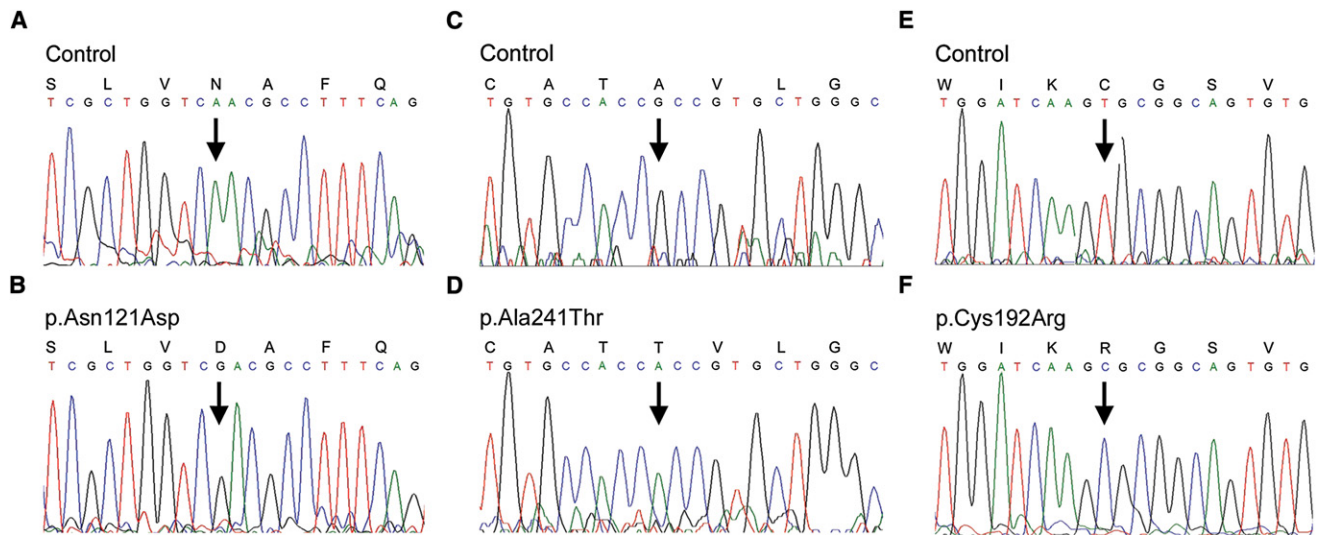 A
Control
S L V N A F Q
T C G C T G G T C A A C G C C T T T C A G
B
p.Asn121Asp
S L V D A F Q
T C G C T G G T C G A C G C C T T T C A G
C
Control
C A T A V L G
T G T G C C A C C G C C G T G C T G G G C
D
p.Ala241Thr
C A T T V L G
T G T G C C A C C A C C G T G C T G G G C
E
Control
W I K C G S V
T G G A T C A A G T G C G G C A G T G T G
F
p.Cys192Arg
W I K R G S V
T G G A T C A A G C G C G G C A G T G T G